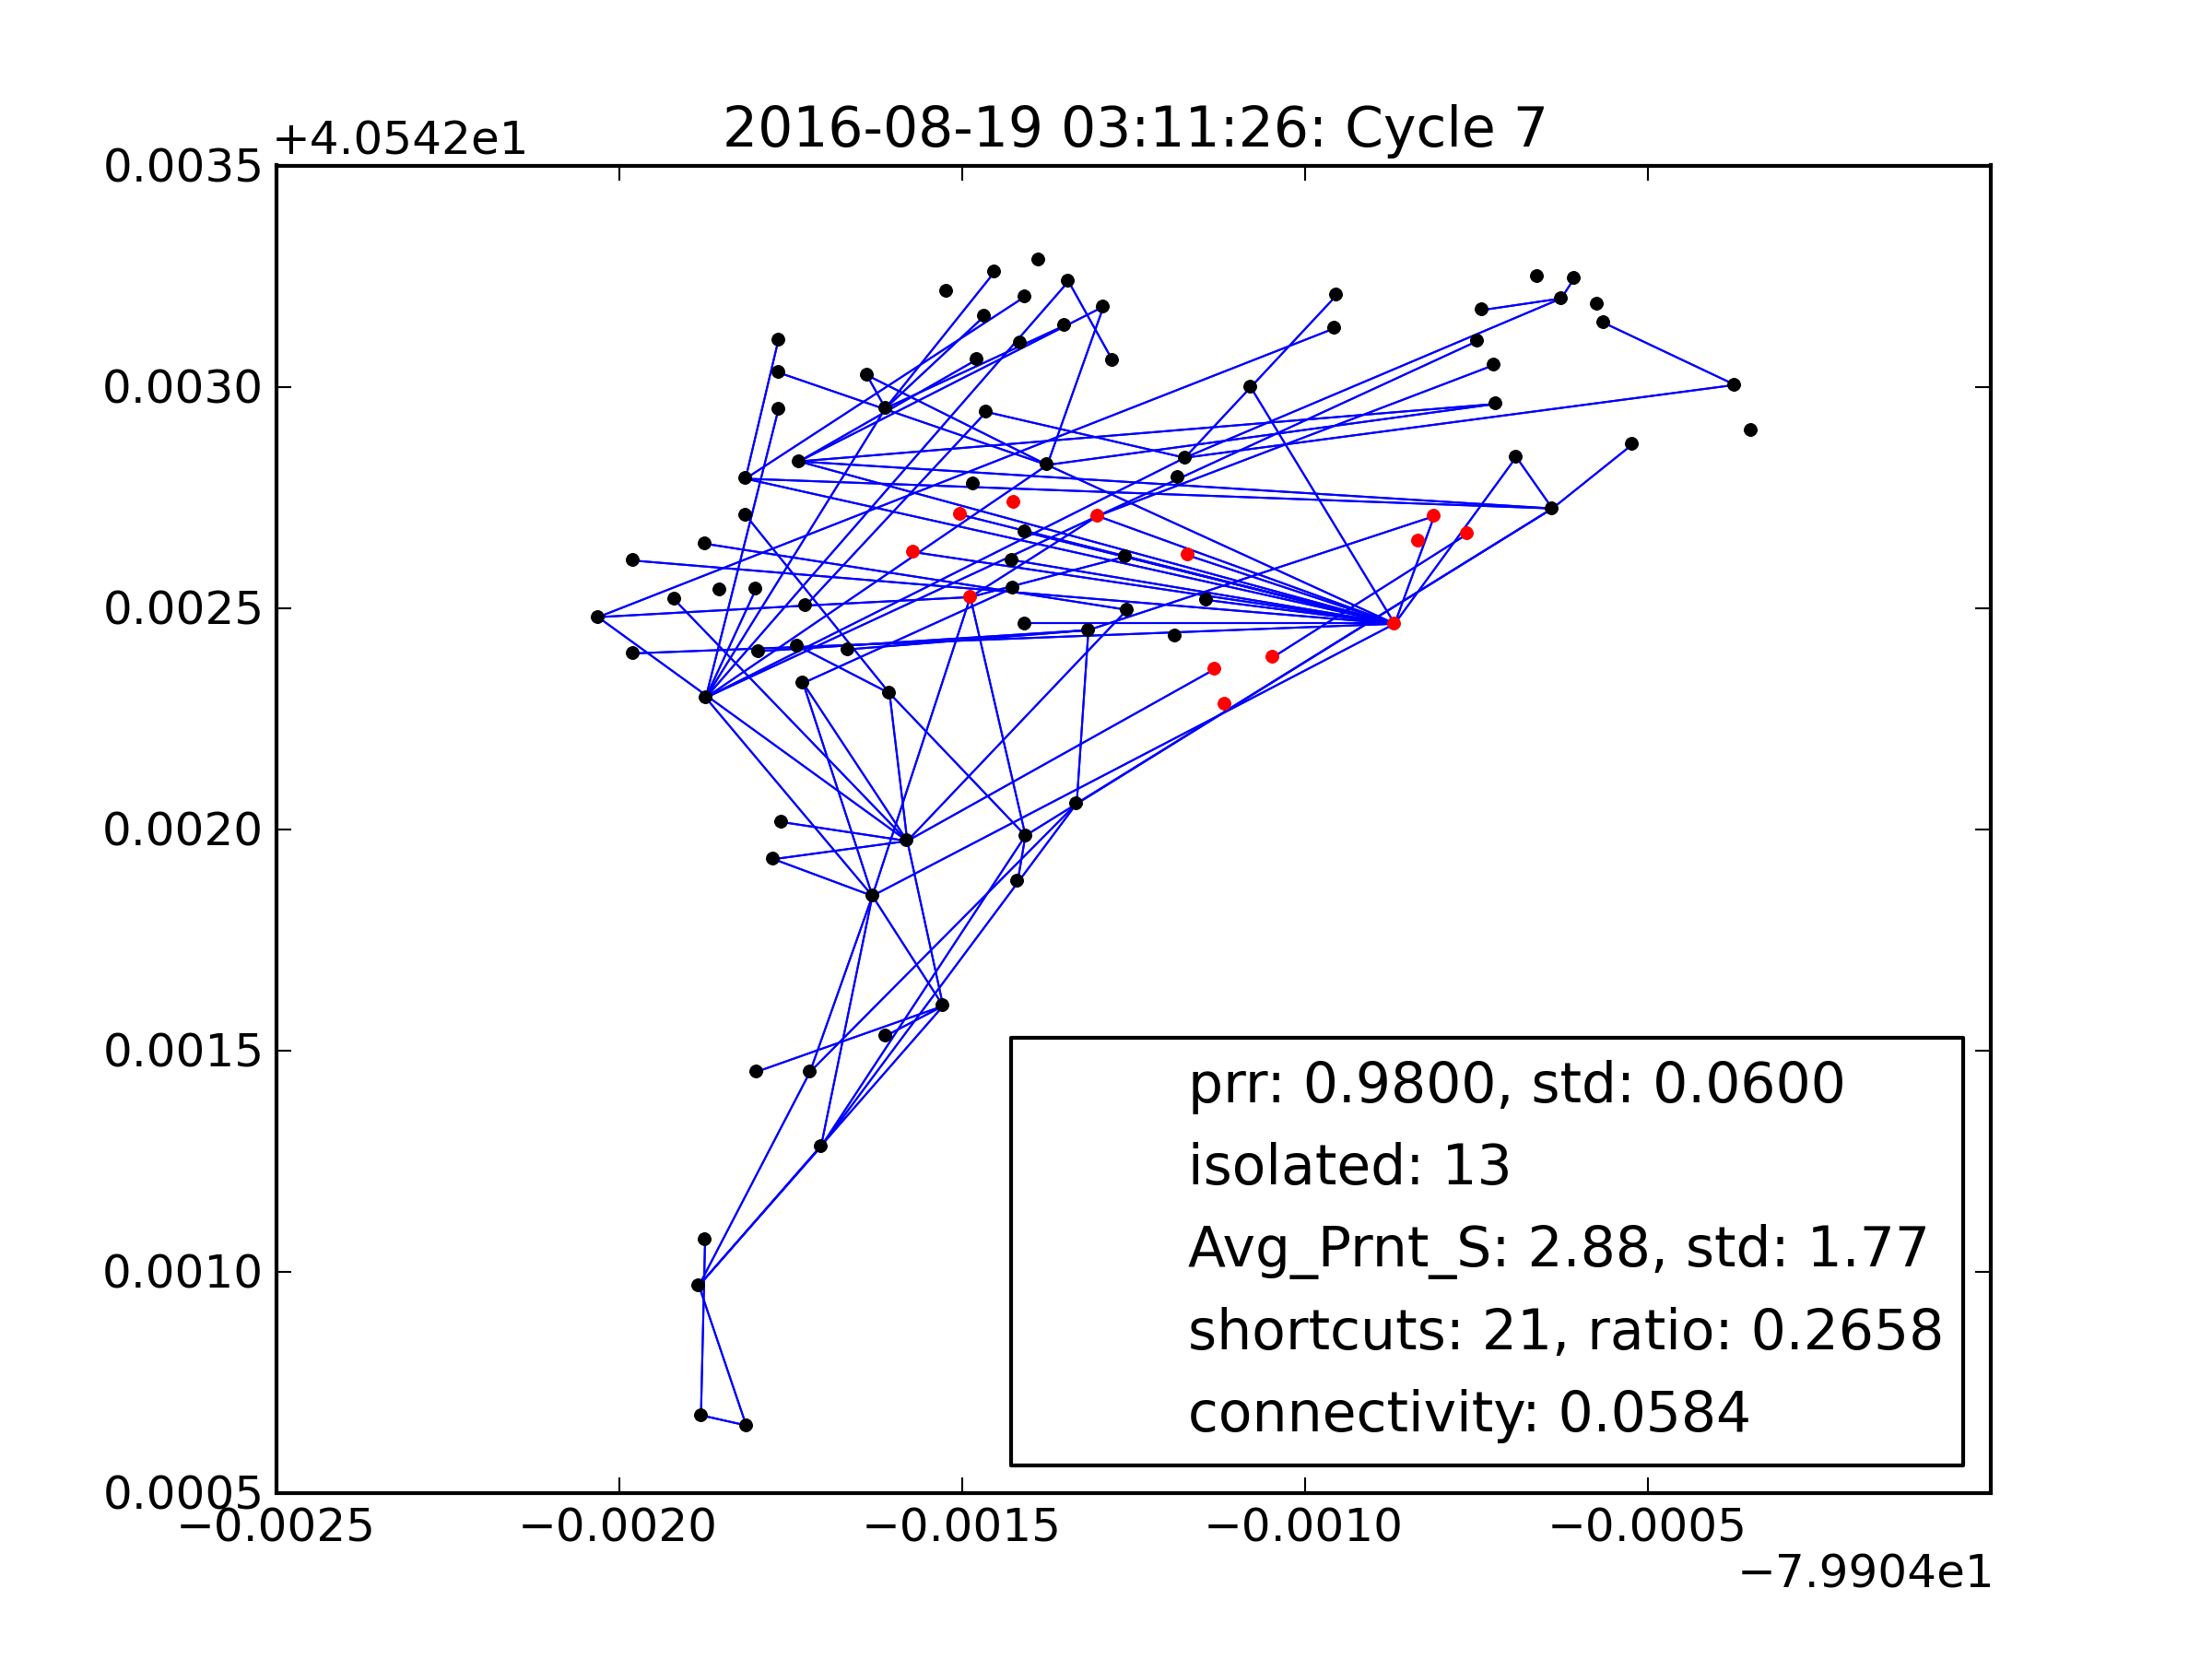 2016-08-19 03:11:26: Cycle 7
+4.0542e1
0.0035
0.0030
0.0025
0.0020
0.0015
0.0010
0.0005
prr: 0.9800, std: 0.0600
isolated: 13
Avg_Prnt_S: 2.88, std: 1.77
shortcuts: 21, ratio: 0.2658
connectivity: 0.0584
−0.0025 −0.0020 −0.0015 −0.0010 −0.0005
−7.9904e1